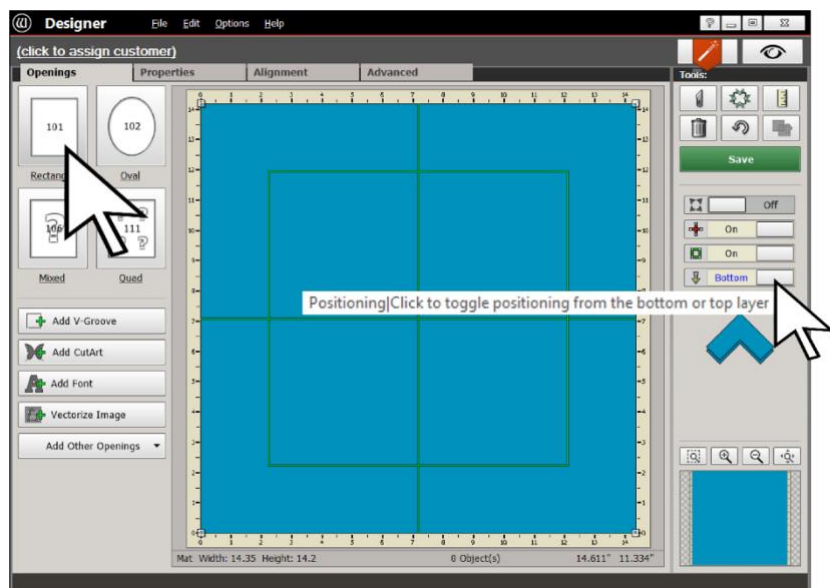 Designer File Edit Options Help
(click to assign customer)
Openings Properties Alignment Advanced Tools:
101 102
Rectang Oval
Save
106 111
Mixed Quad
Off
On
On
Bottom
Positioning|Click to toggle positioning from the bottom or top layer
Add V-Groove
Add CutArt
Add Font
Vectorize Image
Add Other Openings
Mat Width: 14.35 Height: 14.2 0 Object(s) 14.611" 11.334"